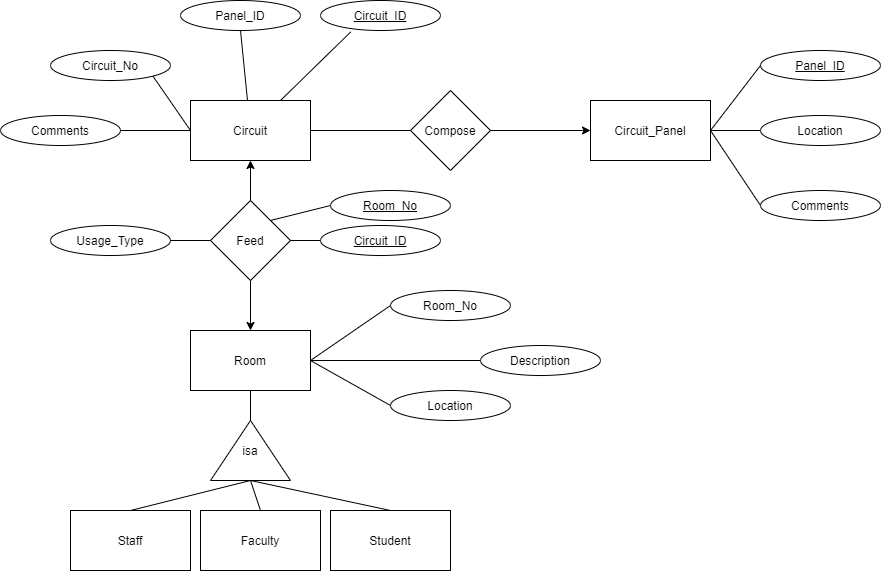 Panel_ID
Circuit_ID
Circuit_No
Panel_ID
Comments
Circuit
Compose
Circuit_Panel
Location
Room_No
Comments
Usage_Type
Feed
Circuit_ID
Room_No
Room
Description
Location
isa
Staff
Faculty
Student